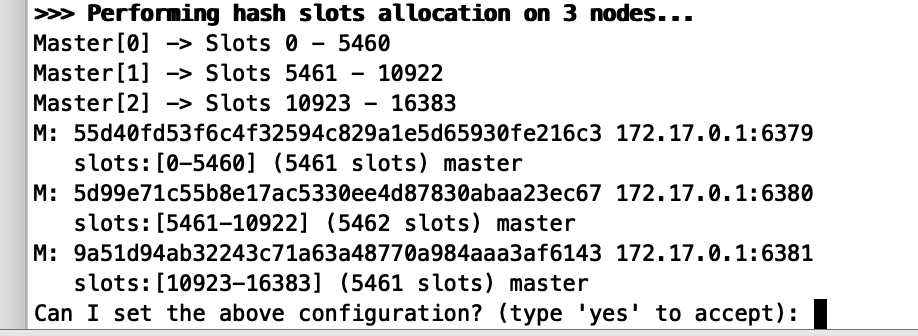 >>> Performing hash slots allocation on 3 nodes...
Master[0] -> Slots 0 - 5460
Master[1] -> Slots 5461 - 10922
Master[2] -> Slots 10923 - 16383
M: 55d40fd53f6c4f32594c829a1e5d65930fe216c3 172.17.0.1:6379
   slots:[0-5460] (5461 slots) master
M: 5d99e71c55b8e17ac5330ee4d87830abaa23ec67 172.17.0.1:6380
   slots:[5461-10922] (5462 slots) master
M: 9a51d94ab32243c71a63a48770a984aaa3af6143 172.17.0.1:6381
   slots:[10923-16383] (5461 slots) master
Can I set the above configuration? (type 'yes' to accept):